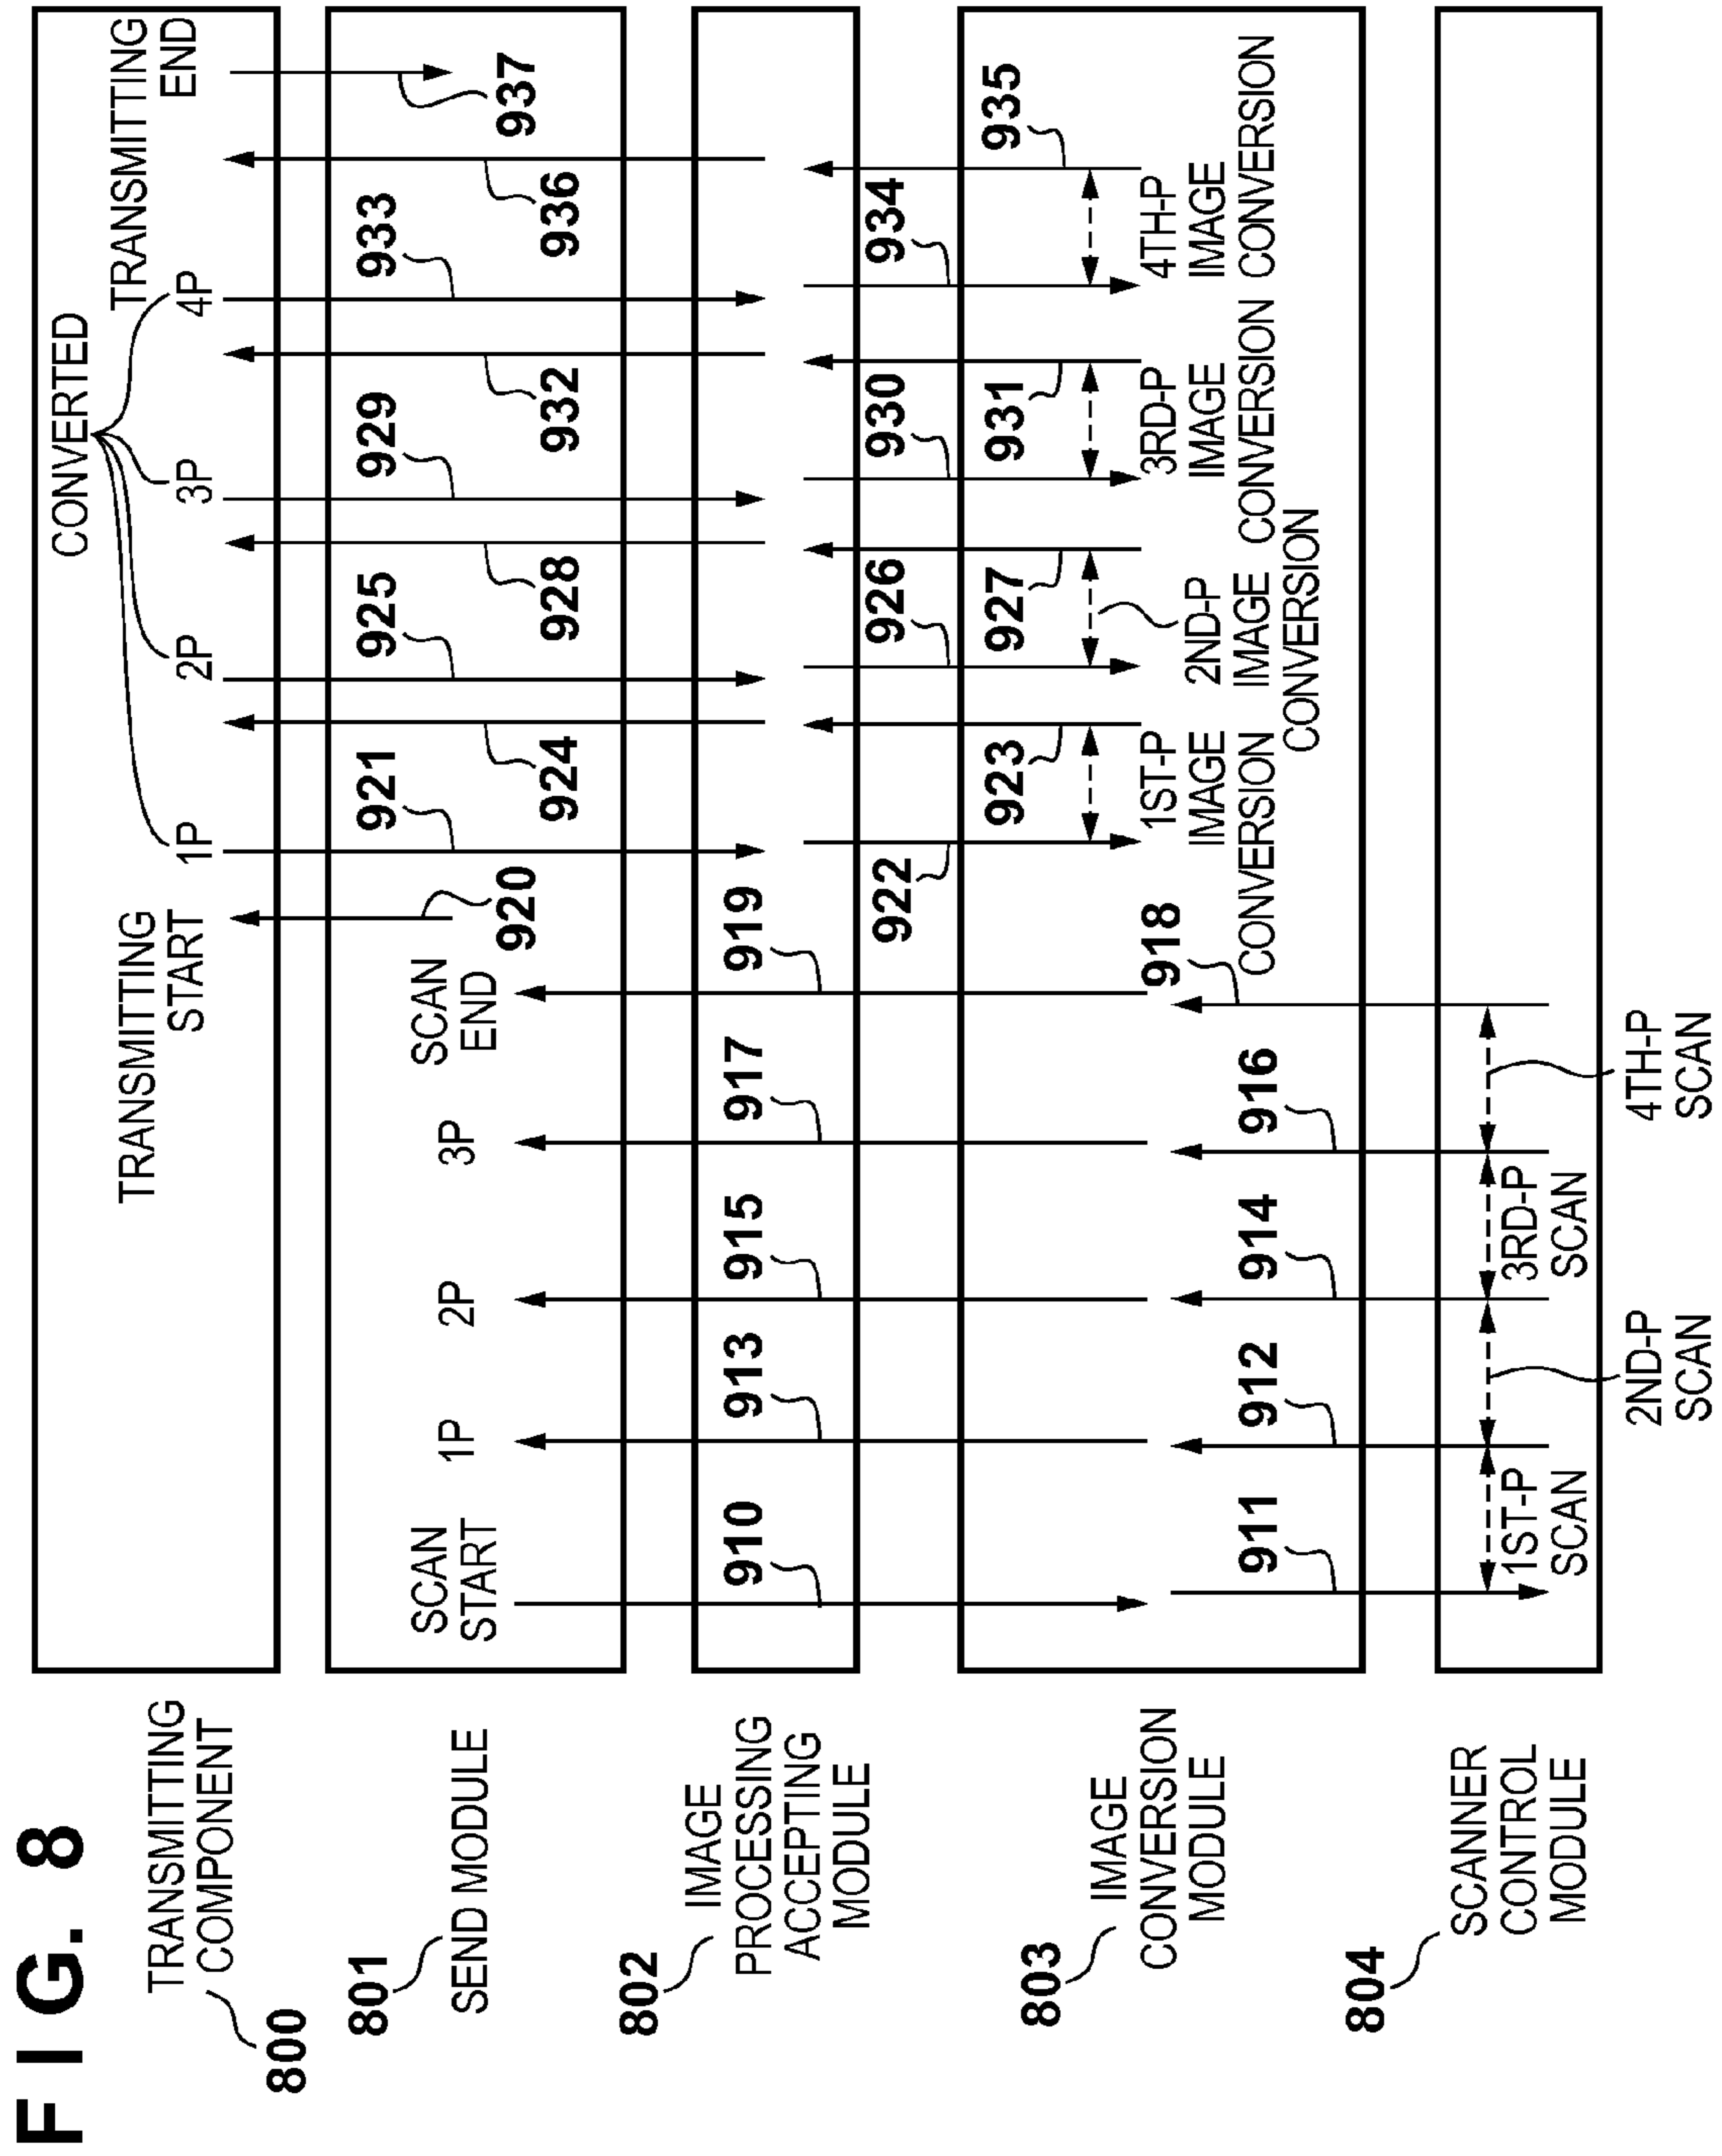 FIG. 8
TRANSMITTING
COMPONENT
800
TRANSMITTING
START
CONVERTED
1P
2P
3P
4P
TRANSMITTING
END
801
SEND MODULE
SCAN
START
1P
2P
3P
SCAN
END
920
921
924
925
928
929
932
933
936
937
802
IMAGE
PROCESSING
ACCEPTING
MODULE
910
913
915
917
919
922
926
930
934
803
IMAGE
CONVERSION
MODULE
911
912
914
916
918
923
927
931
935
1ST-P
IMAGE
CONVERSION
2ND-P
IMAGE
CONVERSION
3RD-P
IMAGE
CONVERSION
4TH-P
IMAGE
CONVERSION
CONVERSION
804
SCANNER
CONTROL
MODULE
1ST-P
SCAN
2ND-P
SCAN
3RD-P
SCAN
4TH-P
SCAN